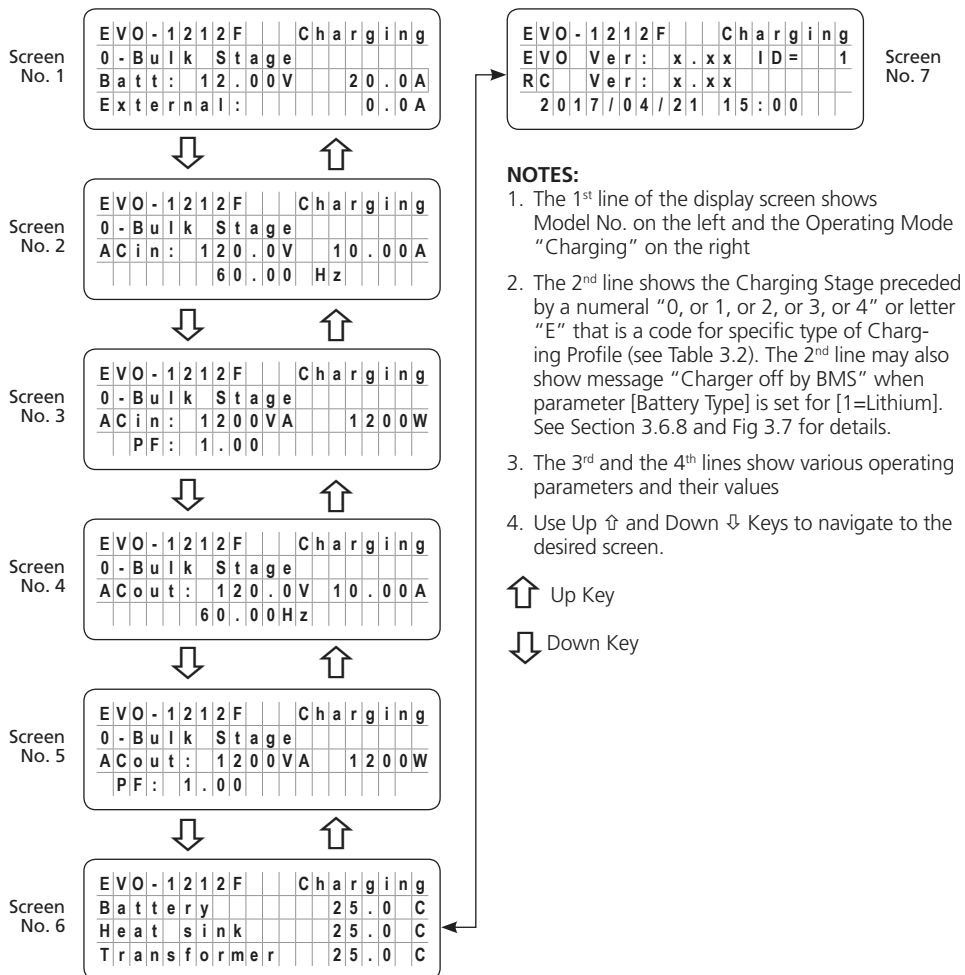 Screen
No. 1
EVO-1212F Charging
0-Bulk Stage
Batt: 12.00V 20.0A
External: 0.0A
Screen
No. 2
EVO-1212F Charging
0-Bulk Stage
ACin: 120.0V 10.00A
60.00 Hz
Screen
No. 3
EVO-1212F Charging
0-Bulk Stage
ACin: 1200VA 1200W
PF: 1.00
Screen
No. 4
EVO-1212F Charging
0-Bulk Stage
ACout: 120.0V 10.00A
60.00Hz
Screen
No. 5
EVO-1212F Charging
0-Bulk Stage
ACout: 1200VA 1200W
PF: 1.00
Screen
No. 6
EVO-1212F Charging
Battery 25.0 C
Heat sink 25.0 C
Transformer 25.0 C
EVO-1212F Charging
EVO Ver: x.xx ID= 1
RC Ver: x.xx
2017/04/21 15:00
Screen
No. 7
NOTES:
1. The 1st line of the display screen shows
Model No. on the left and the Operating Mode
“Charging” on the right
2. The 2nd line shows the Charging Stage preceded
by a numeral “0, or 1, or 2, or 3, or 4” or letter
“E” that is a code for specific type of Charg-
ing Profile (see Table 3.2). The 2nd line may also
show message “Charger off by BMS” when
parameter [Battery Type] is set for [1=Lithium].
See Section 3.6.8 and Fig 3.7 for details.
3. The 3rd and the 4th lines show various operating
parameters and their values
4. Use Up ⇧ and Down ⇩ Keys to navigate to the
desired screen.
Up Key
Down Key